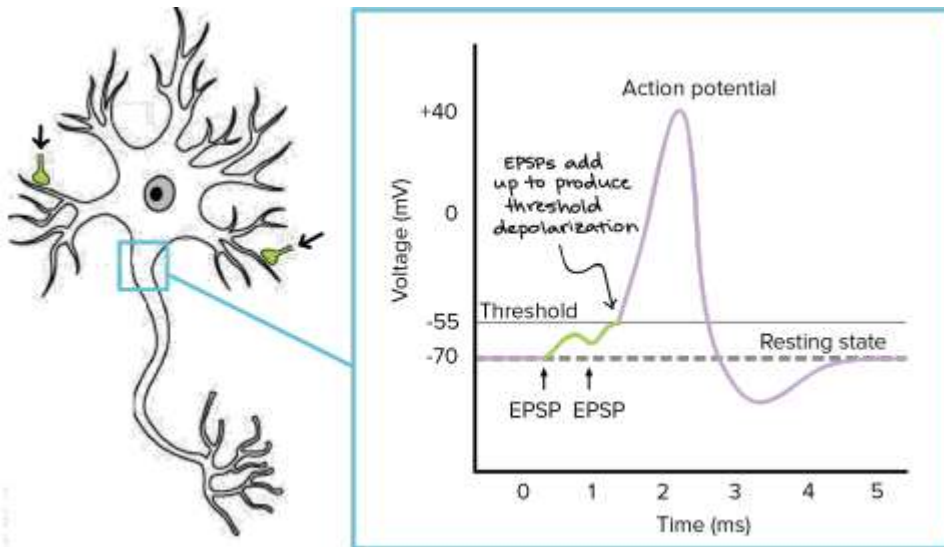 Action potential
+40
EPSPs add
up to produce
threshold
depolarization
0
Voltage (mV)
Threshold
-55
Resting state
-70
EPSP EPSP
0 1 2 3 4 5
Time (ms)